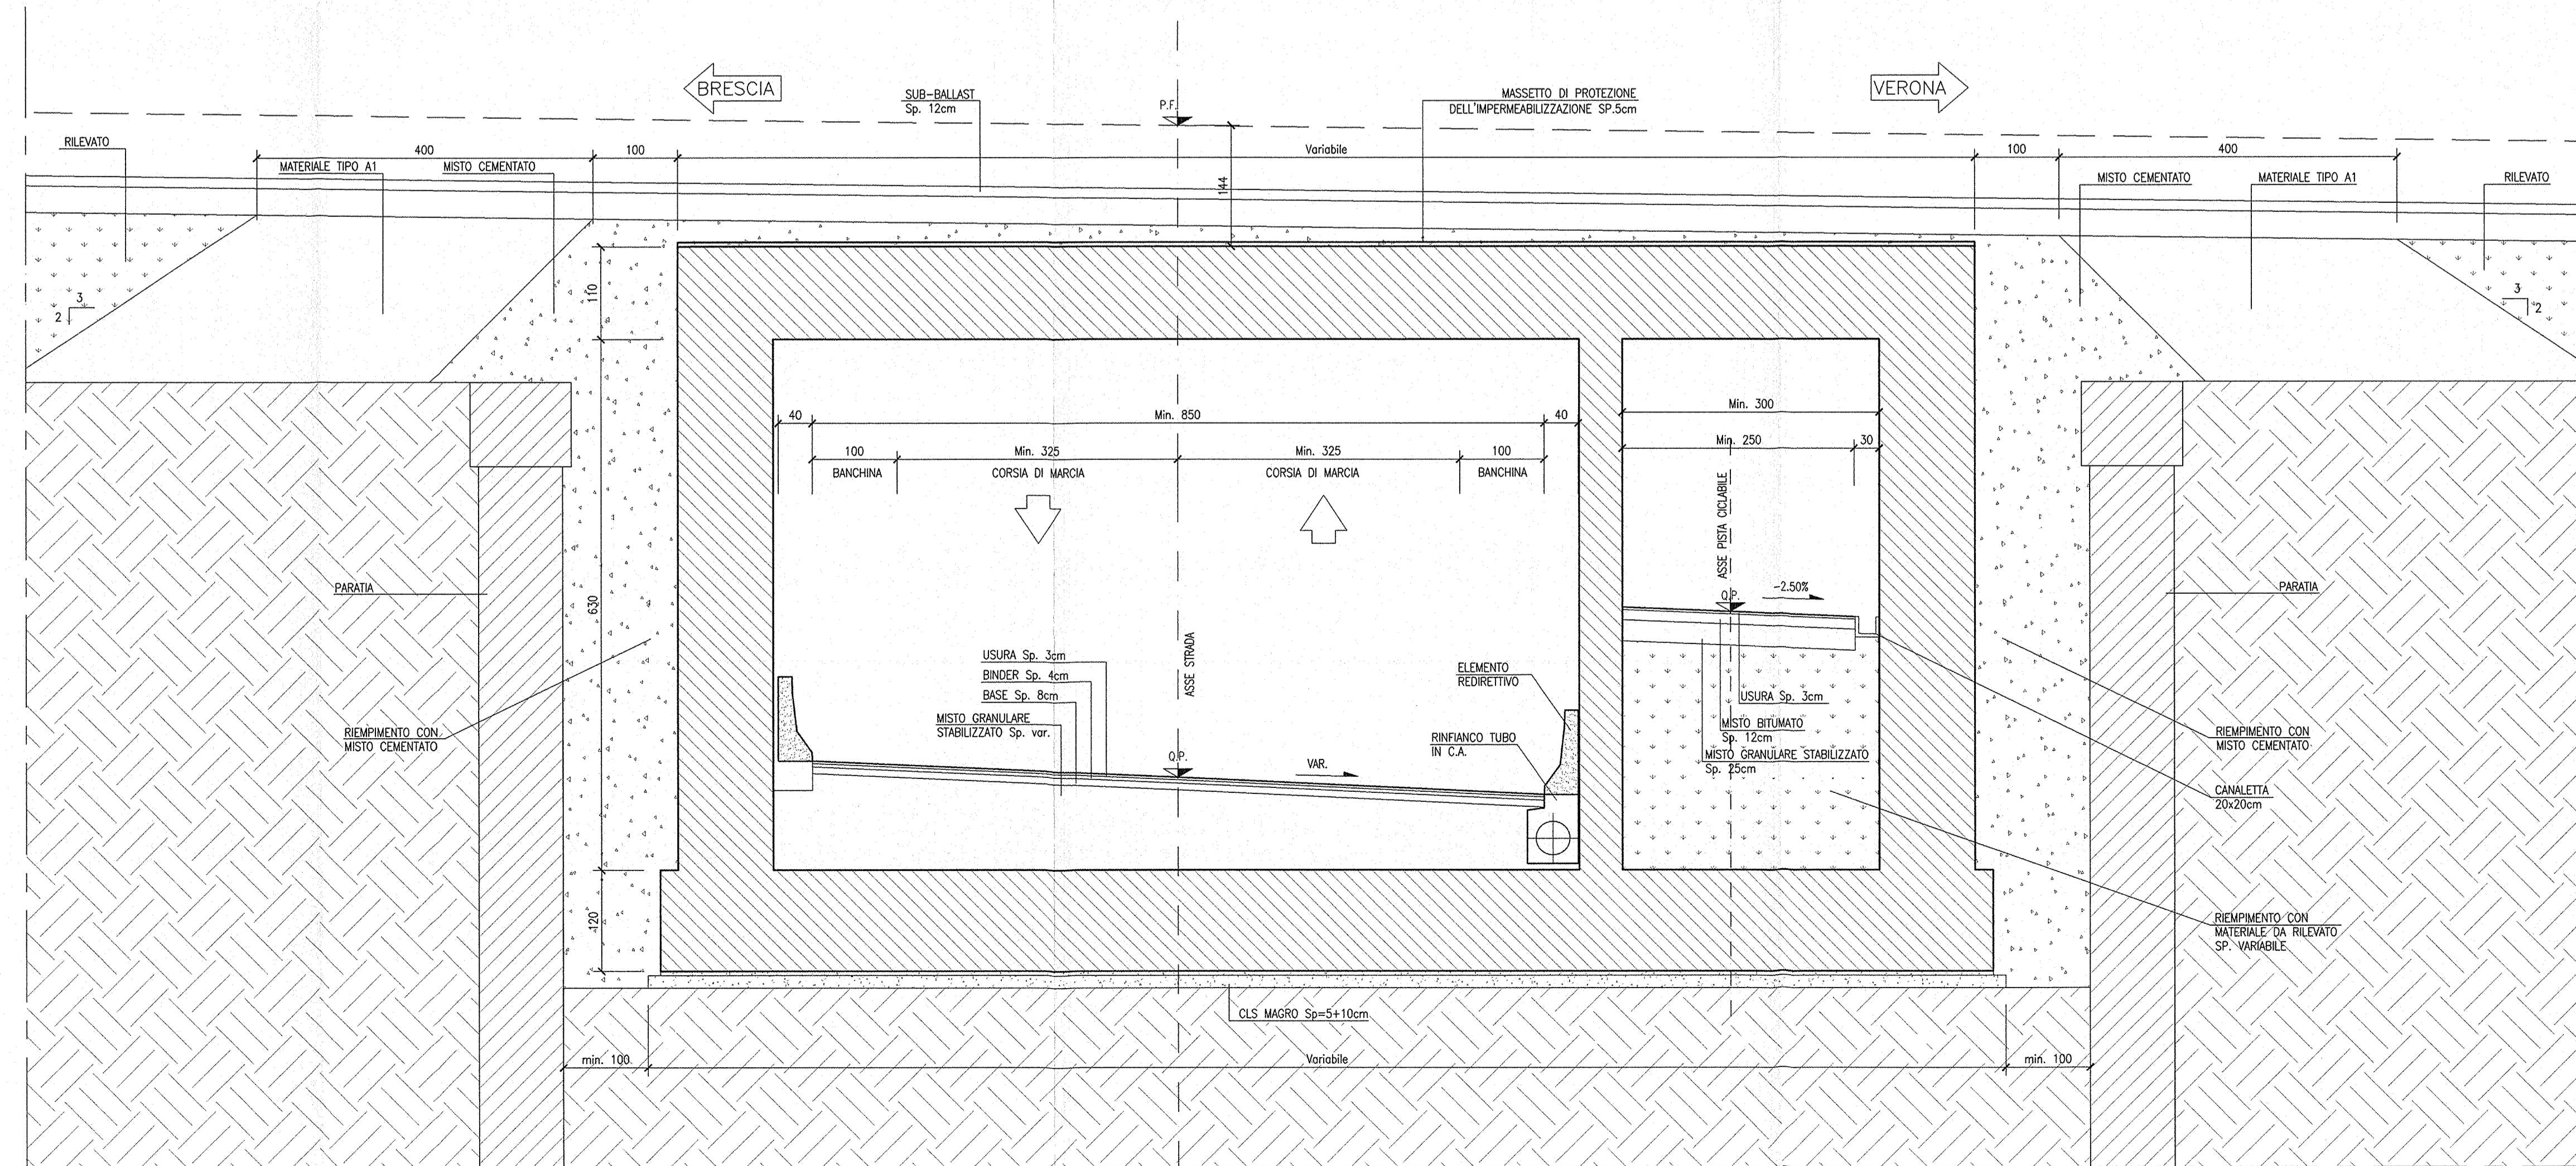 BRESCIA
VERONA
SUB-BALLAST
Sp. 12cm
P.F.
MASSETTO DI PROTEZIONE
DELL'IMPERMEABILIZZAZIONE SP.5cm
RILEVATO
400
100
Variabile
100
400
MATERIALE TIPO A1
MISTO CEMENTATO
144
MISTO CEMENTATO
MATERIALE TIPO A1
RILEVATO
3
2
110
3
2
40
Min. 850
40
Min. 300
100
Min. 325
Min. 325
100
Min. 250
30
BANCHINA
CORSIA DI MARCIA
CORSIA DI MARCIA
BANCHINA
ASSE PISTA CICLABILE
PARATIA
630
Q.P.
-2.50%
PARATIA
ASSE STRADA
USURA Sp. 3cm
BINDER Sp. 4cm
BASE Sp. 8cm
MISTO GRANULARE
STABILIZZATO Sp. var.
ELEMENTO
REDIRETTIVO
USURA Sp. 3cm
MISTO BITUMATO
Sp. 12cm
MISTO GRANULARE STABILIZZATO
Sp. 25cm
RIEMPIMENTO CON
MISTO CEMENTATO
RINFIANCO TUBO
IN C.A.
Q.P.
VAR.
RIEMPIMENTO CON
MISTO CEMENTATO
CANALETTA
20x20cm
120
RIEMPIMENTO CON
MATERIALE DA RILEVATO
SP. VARIABILE
CLS MAGRO Sp=5+10cm
min. 100
Variabile
min. 100